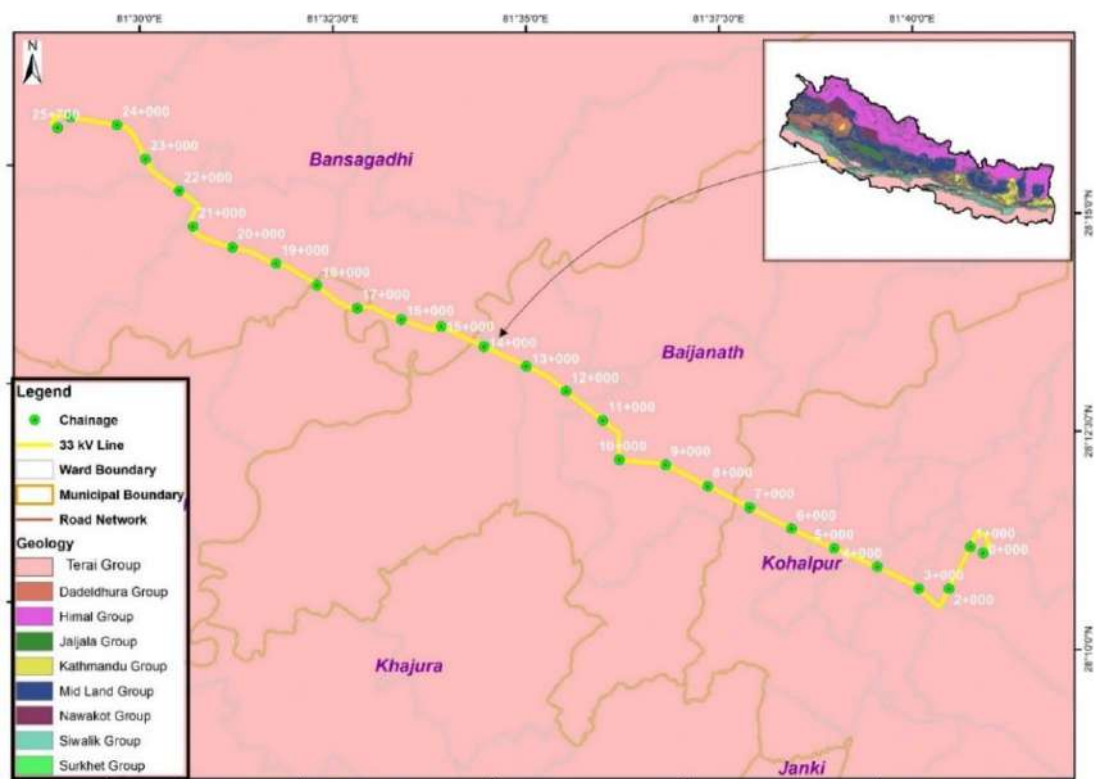 81°30'0"E
81°32'30"E
81°35'0"E
81°37'30"E
81°40'0"E
N
25+700
24+000
23+000
Bansagadhi
22+000
28°15'0"N
21+000
20+000
19+000
18+000
17+000
16+000
15+000
14+000
Baijanath
13+000
12+000
11+000
28°12'30"N
10+000
9+000
8+000
7+000
6+000
5+000
4+000
1+000
0+000
Kohalpur
3+000
2+000
28°10'0"N
Khajura
Janki
Legend
Chainage
33 kV Line
Ward Boundary
Municipal Boundary
Road Network
Geology
Terai Group
Dadeldhura Group
Himal Group
Jaljala Group
Kathmandu Group
Mid Land Group
Nawakot Group
Siwalik Group
Surkhet Group